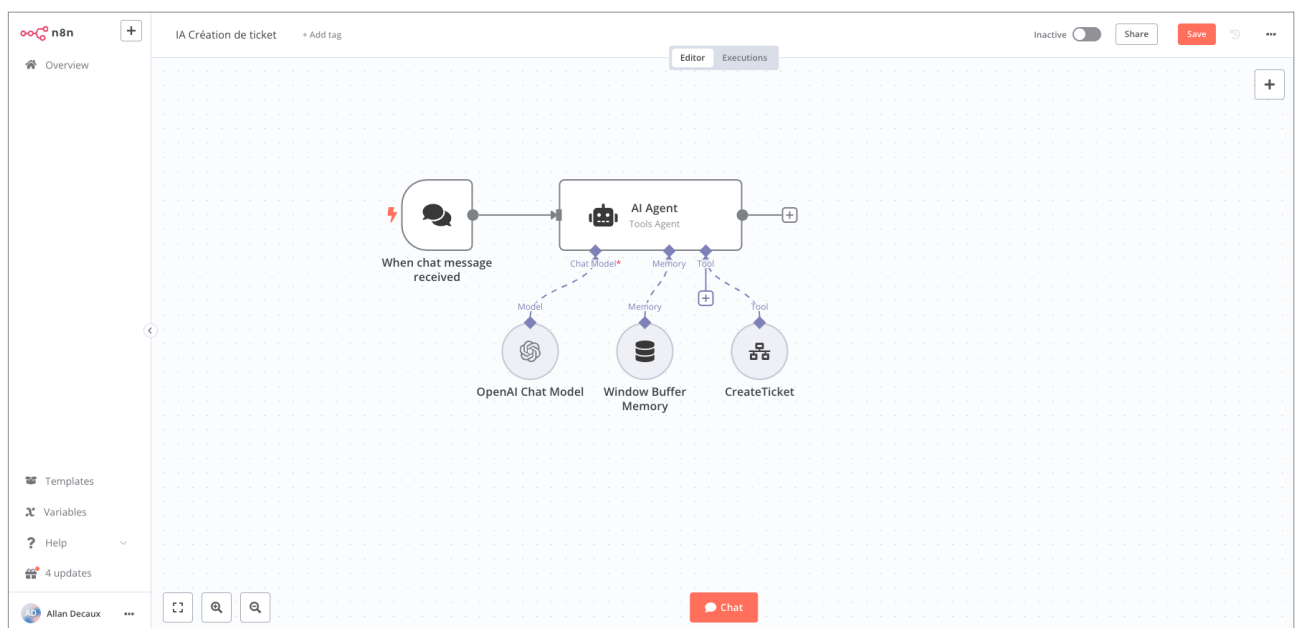 n8n
+
IA Création de ticket
+ Add tag
Inactive
Share
Save
Editor
Executions
Overview
AI Agent
Tools Agent
When chat message
received
Chat Model*
Memory
Tool
Model
Memory
Tool
OpenAI Chat Model
Window Buffer
Memory
CreateTicket
Templates
Variables
? Help
4 updates
AD
Allan Decaux
Chat